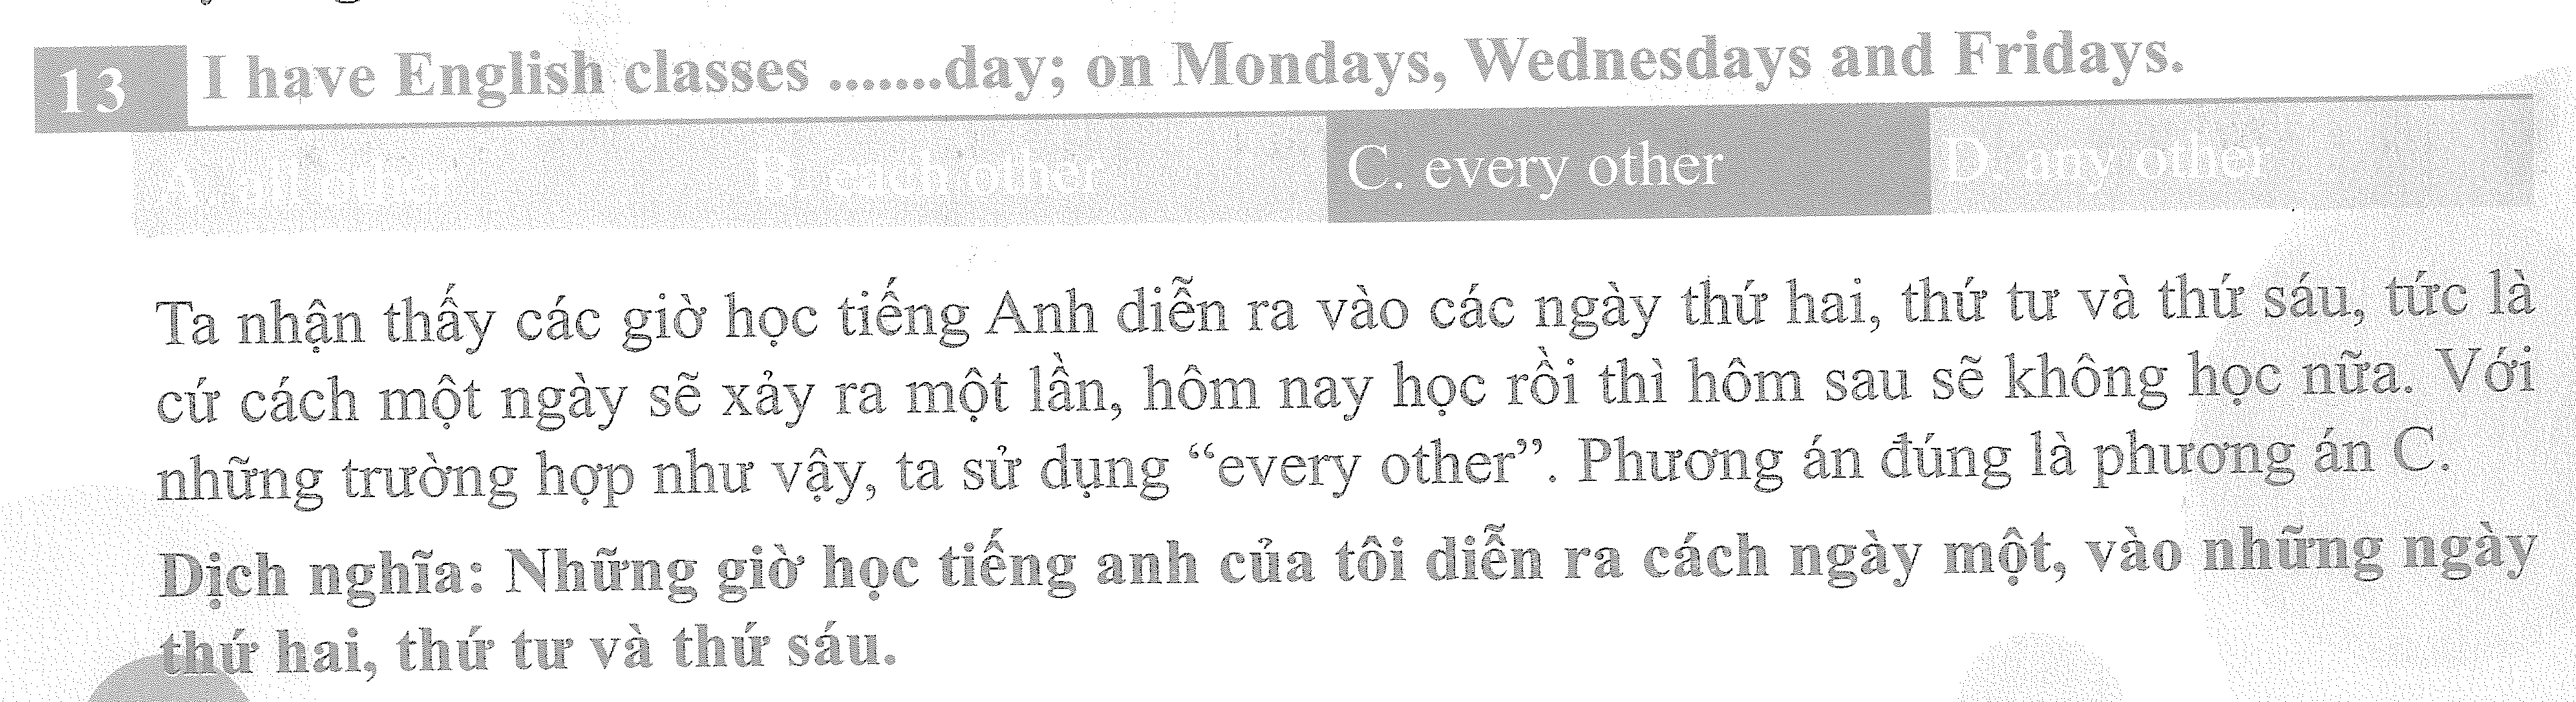 13 I have English classes .......day; on Mondays, Wednesdays and Fridays.
A. all other B. each other C. every other D. any other
Ta nhận thấy các giờ học tiếng Anh diễn ra vào các ngày thứ hai, thứ tư và thứ sáu, tức là
cứ cách một ngày sẽ xảy ra một lần, hôm nay học rồi thì hôm sau sẽ không học nữa. Với
những trường hợp như vậy, ta sử dụng “every other”. Phương án đúng là phương án C.
Dịch nghĩa: Những giờ học tiếng anh của tôi diễn ra cách ngày một, vào những ngày
thứ hai, thứ tư và thứ sáu.